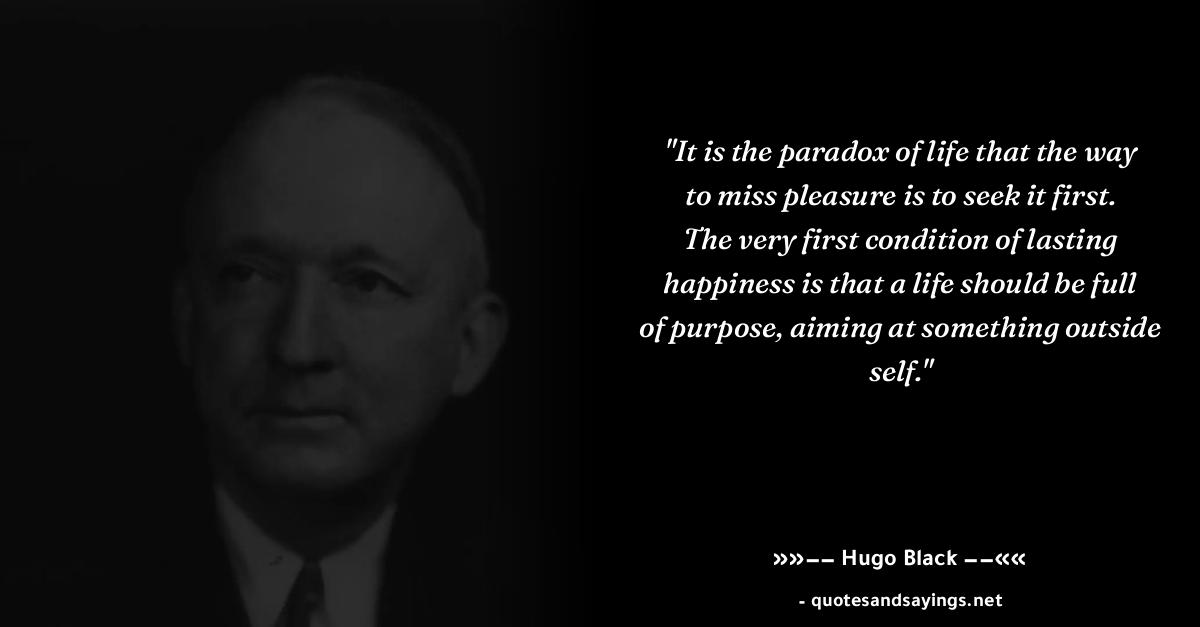 "It is the paradox of life that the way
to miss pleasure is to seek it first.
The very first condition of lasting
happiness is that a life should be full
of purpose, aiming at something outside
self."
»»–– Hugo Black ––««
- quotesandsayings.net